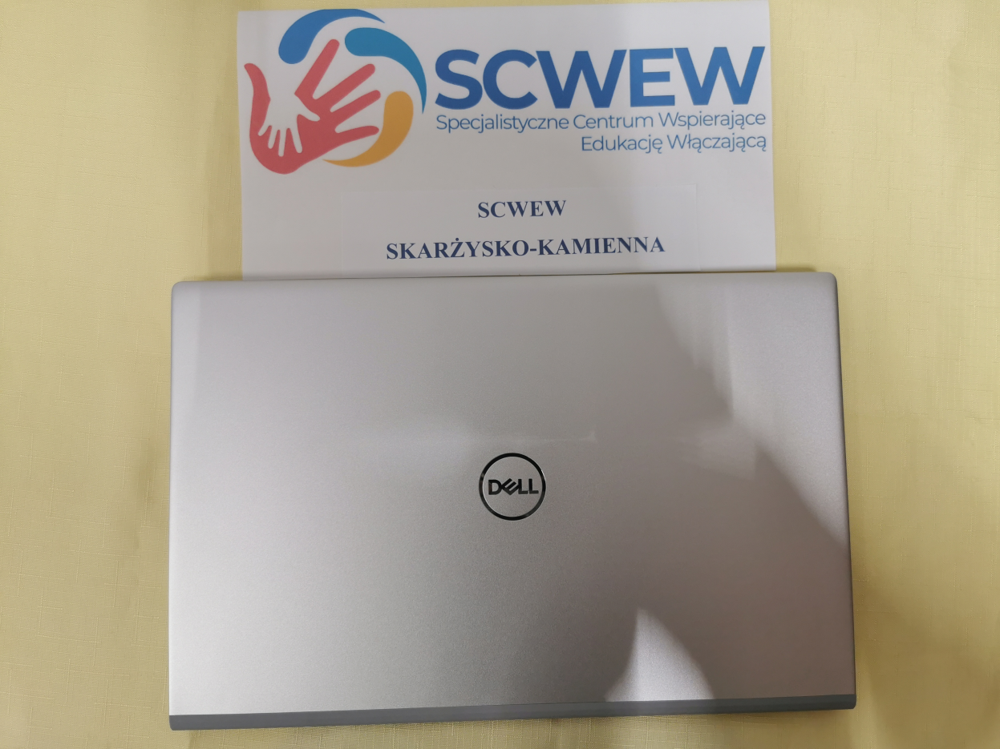 SCWEW
Specjalistyczne Centrum Wspierające
Edukację Włączającą
SCWEW
SKARŻYSKO-KAMIENNA
DELL